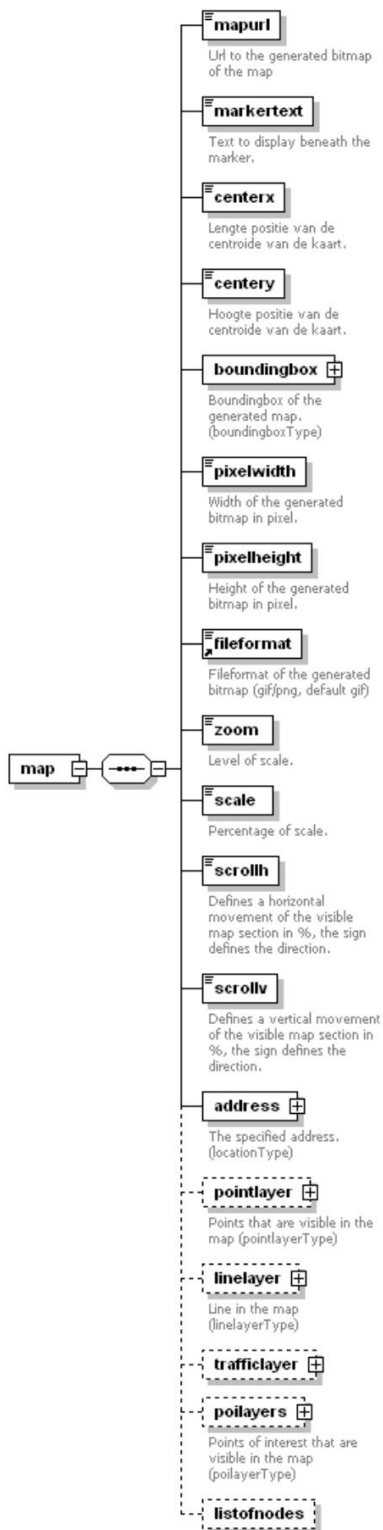 mapurl
Url to the generated bitmap
of the map
markertext
Text to display beneath the
marker.
centerx
Lengte positie van de
centroide van de kaart.
centery
Hoogte positie van de
centroide van de kaart.
boundingbox
Boundingbox of the
generated map.
(boundingboxType)
pixelwidth
Width of the generated
bitmap in pixel.
pixelheight
Height of the generated
bitmap in pixel.
fileformat
Fileformat of the generated
bitmap (gif/png, default gif)
zoom
Level of scale.
map
scale
Percentage of scale.
scrollh
Defines a horizontal
movement of the visible
map section in %, the sign
defines the direction.
scrollv
Defines a vertical movement
of the visible map section in
%, the sign defines the
direction.
address
The specified address.
(locationType)
pointlayer
Points that are visible in the
map (pointlayerType)
linelayer
Line in the map
(linelayerType)
trafficlayer
poilayers
Points of interest that are
visible in the map
(poilayerType)
listofnodes